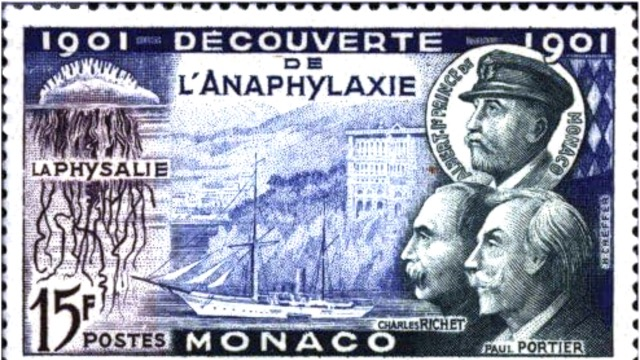 1901 DÉCOUVERTE 1901
DE
L'ANAPHYLAXIE
ALBERT-Iᵉʳ PRINCE DE MONACO
LA PHYSALIE
15F
POSTES
MONACO
CHARLES RICHET
PAUL PORTIER
H. CHEFFER